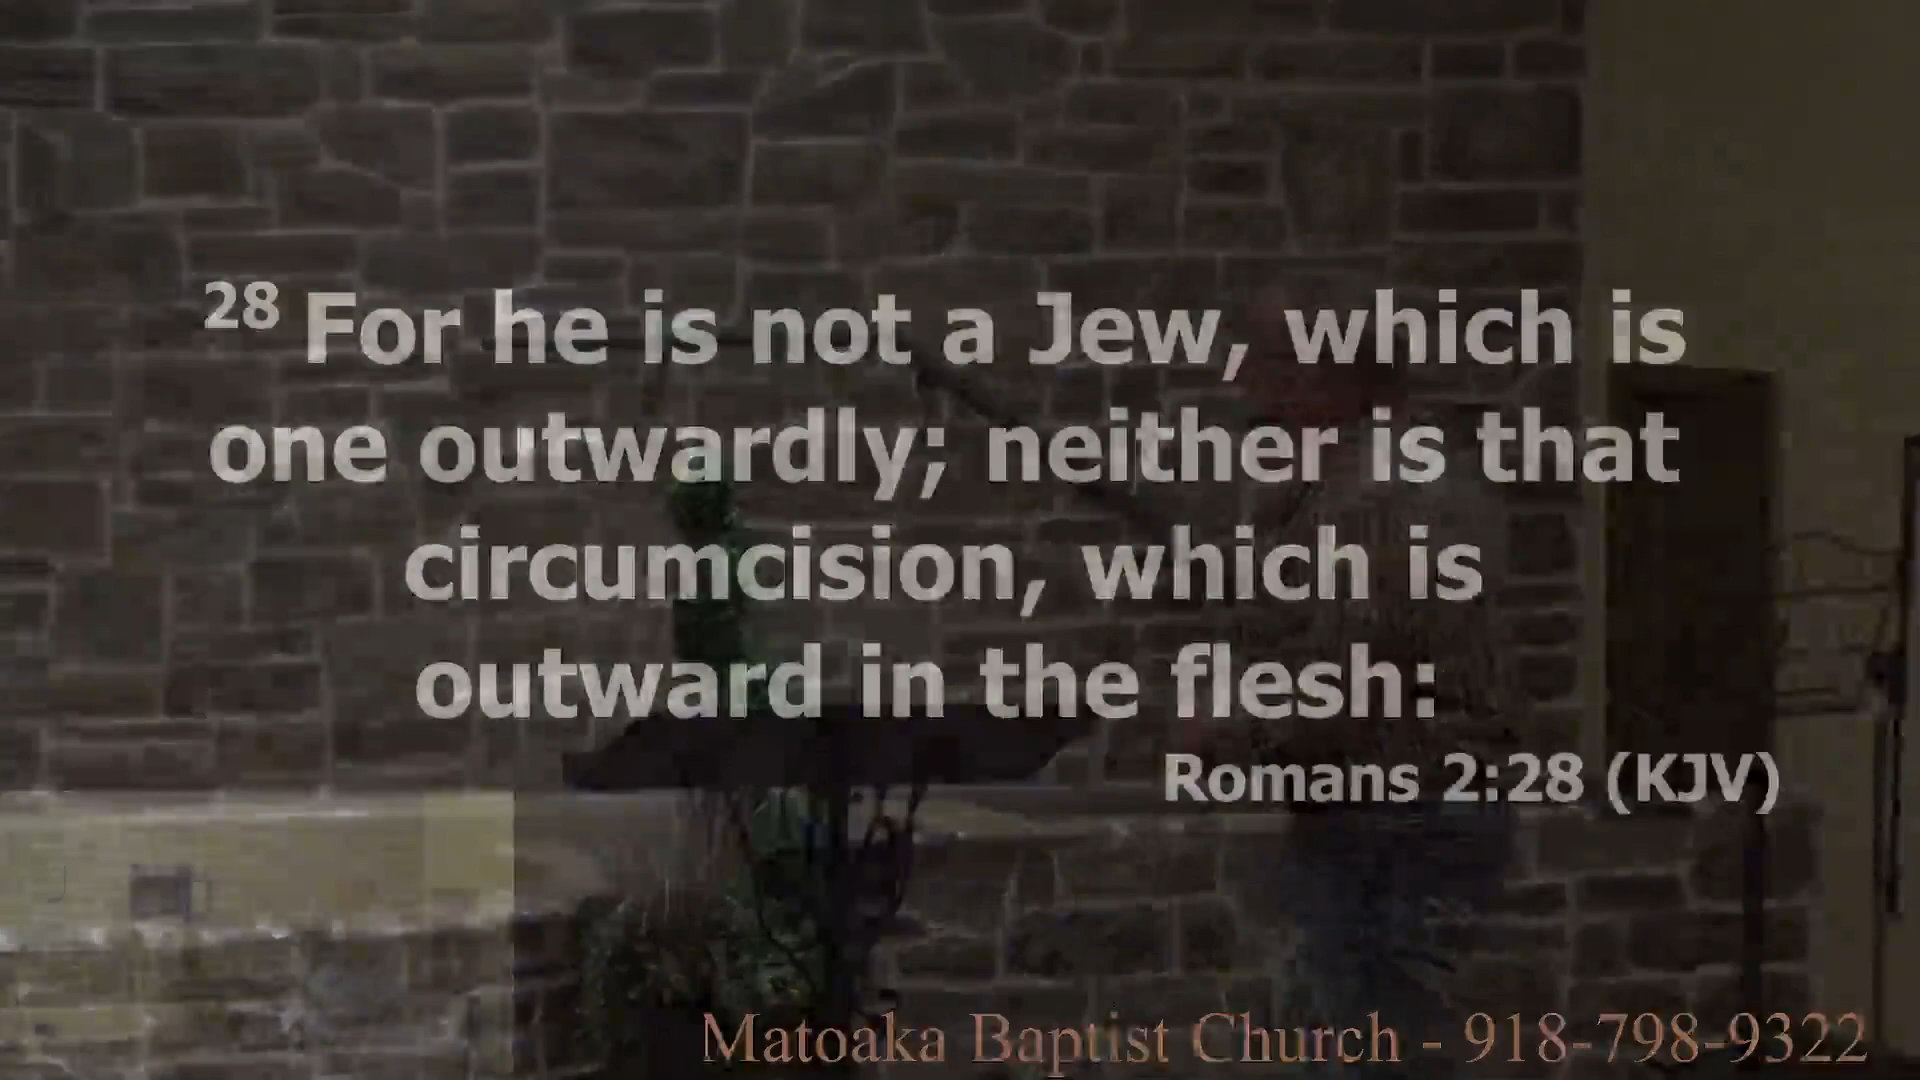 28 For he is not a Jew, which is
one outwardly; neither is that
circumcision, which is
outward in the flesh:
Romans 2:28 (KJV)
Matoaka Baptist Church - 918-798-9322